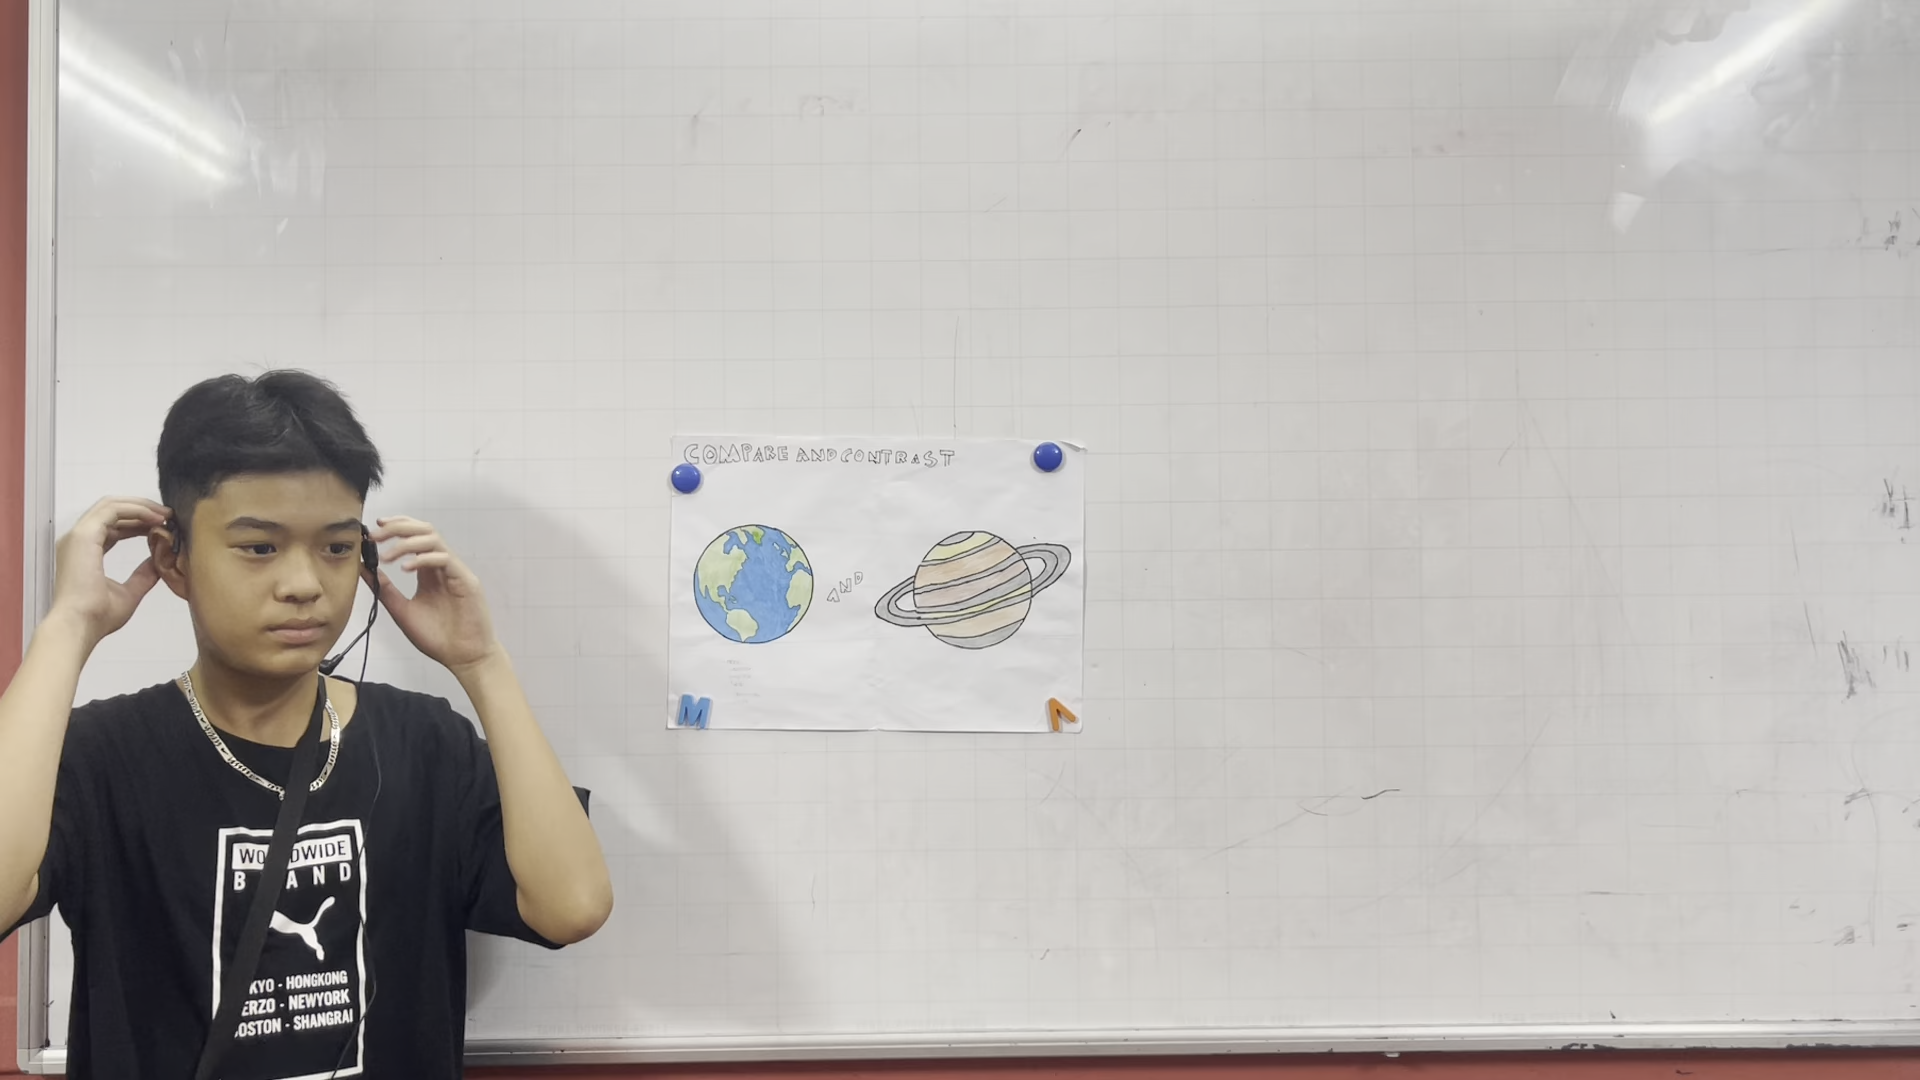 COMPARE AND CONTRAST
AND
M
WORLDWIDE
BRAND
KYO - HONGKONG
ERZO - NEWYORK
OSTON - SHANGRAI